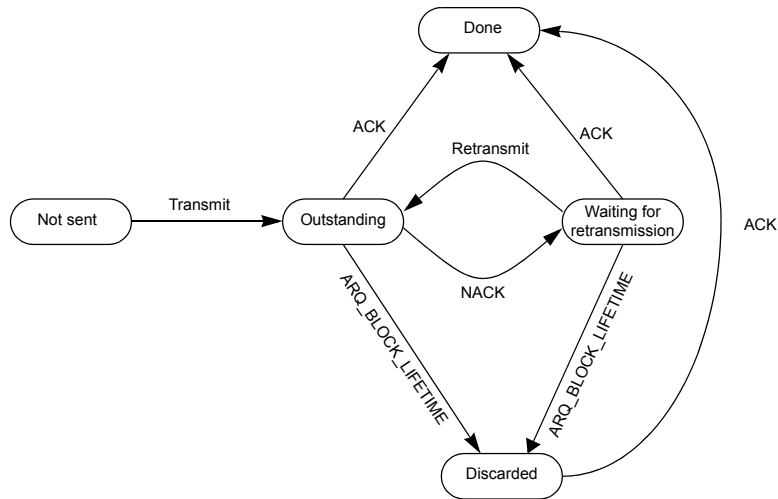 Done
ACK
ACK
Retransmit
Transmit
Not sent
Outstanding
Waiting for
retransmission
ACK
NACK
ARQ_BLOCK_LIFETIME
ARQ_BLOCK_LIFETIME
Discarded